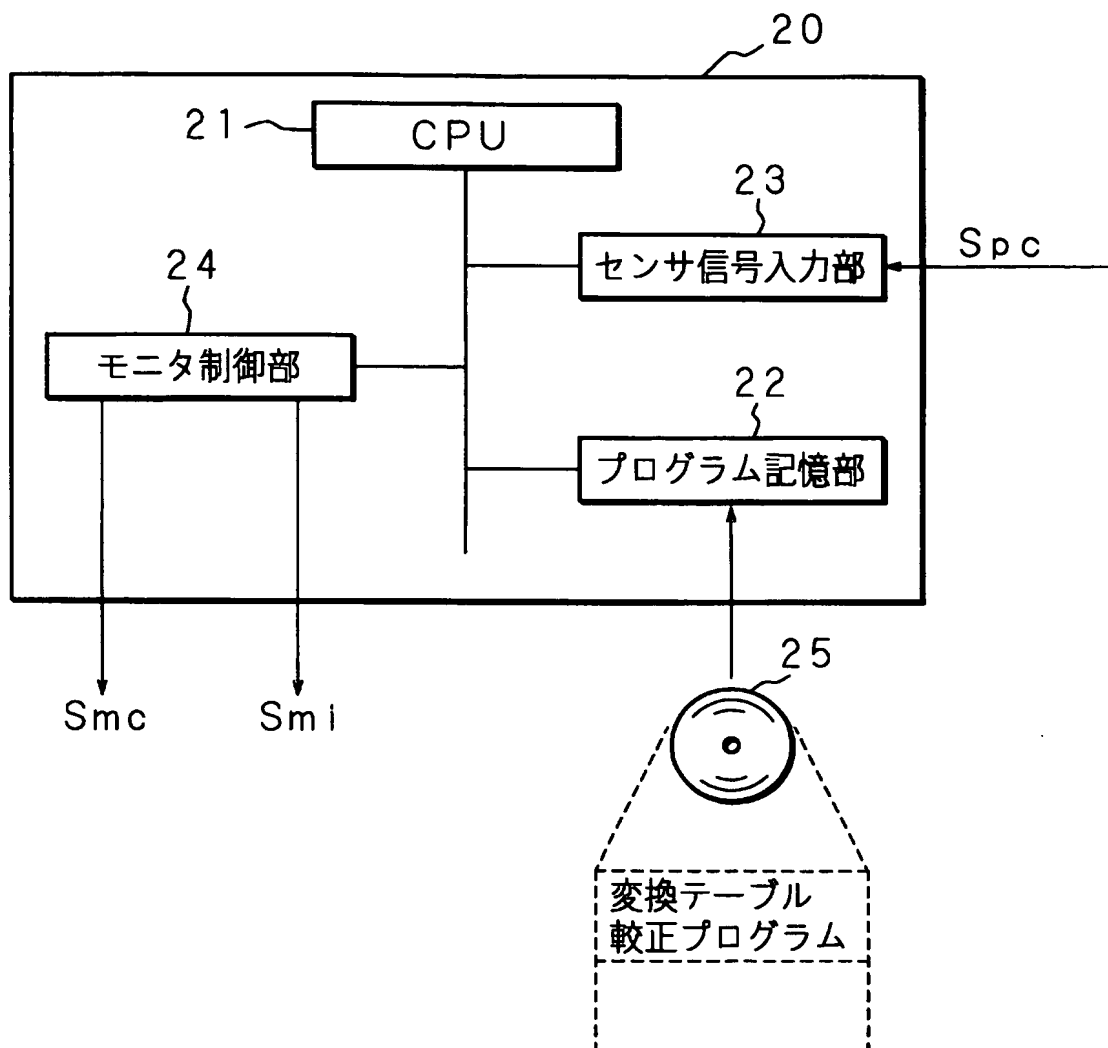 20
21
CPU
23
センサ信号入力部
Spc
24
モニタ制御部
22
プログラム記憶部
25
Smc
Smi
変換テーブル
較正プログラム